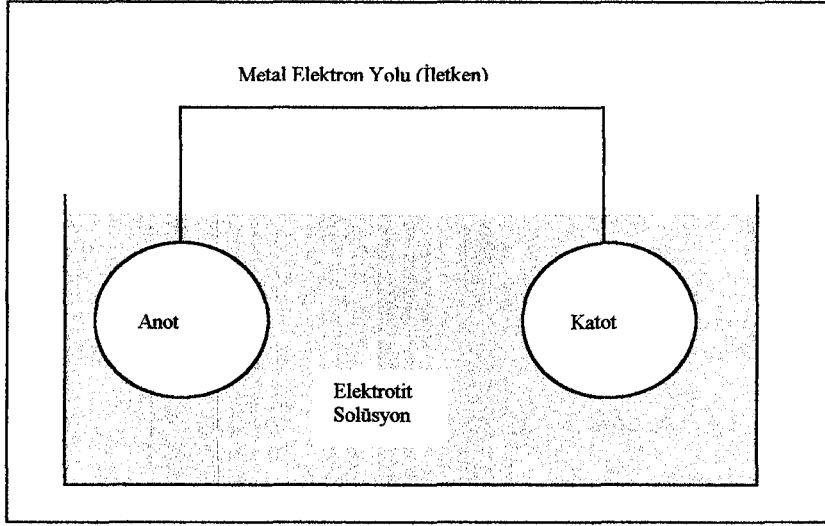 Metal Elektron Yolu (İletken)
Anot
Katot
Elektrotit
Solüsyon